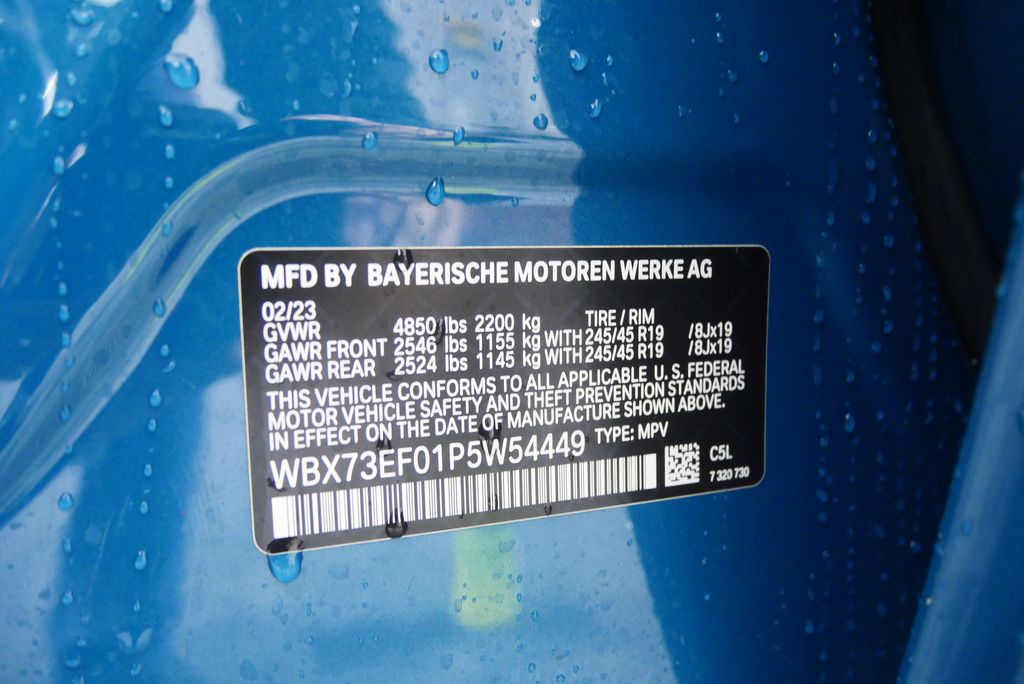 MFD BY BAYERISCHE MOTOREN WERKE AG
02/23
GVWR 4850 lbs 2200 kg TIRE / RIM
GAWR FRONT 2546 lbs 1155 kg WITH 245/45 R19 /8Jx19
GAWR REAR 2524 lbs 1145 kg WITH 245/45 R19 /8Jx19
THIS VEHICLE CONFORMS TO ALL APPLICABLE U.S. FEDERAL
MOTOR VEHICLE SAFETY AND THEFT PREVENTION STANDARDS
IN EFFECT ON THE DATE OF MANUFACTURE SHOWN ABOVE.
WBX73EF01P5W54449 TYPE: MPV
C5L
7 320 730